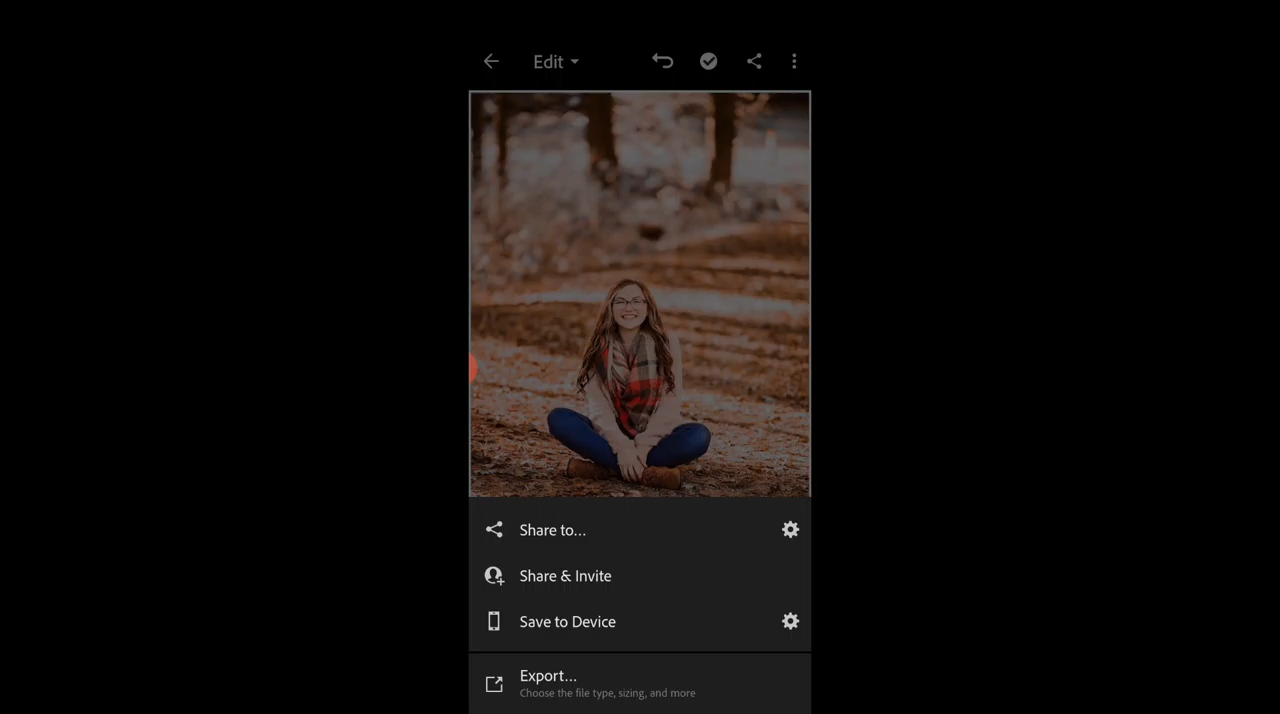 Edit
Share to...
Share & Invite
Save to Device
Export...
Choose the file type, sizing, and more